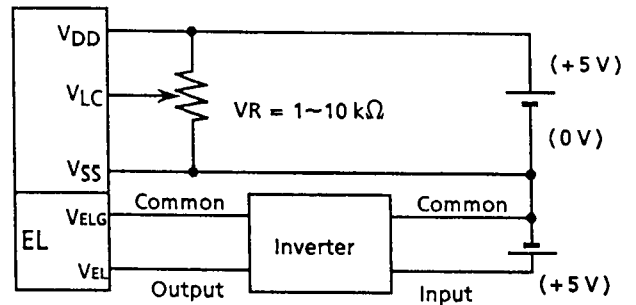 VDD
(+5 V)
VLC
VR = 1~10 kΩ
(0 V)
VSS
Common
Common
VELG
EL
Inverter
VEL
Output
Input
(+5 V)